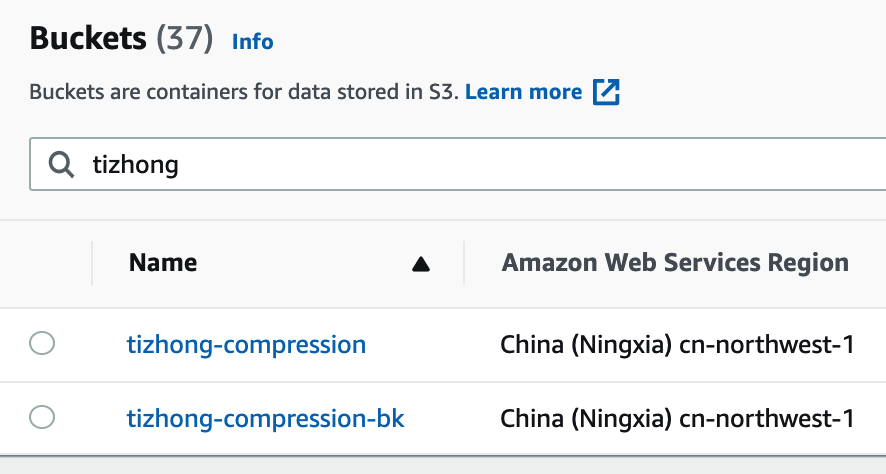 Buckets (37) Info
Buckets are containers for data stored in S3. Learn more
tizhong
Name Amazon Web Services Region
tizhong-compression China (Ningxia) cn-northwest-1
tizhong-compression-bk China (Ningxia) cn-northwest-1